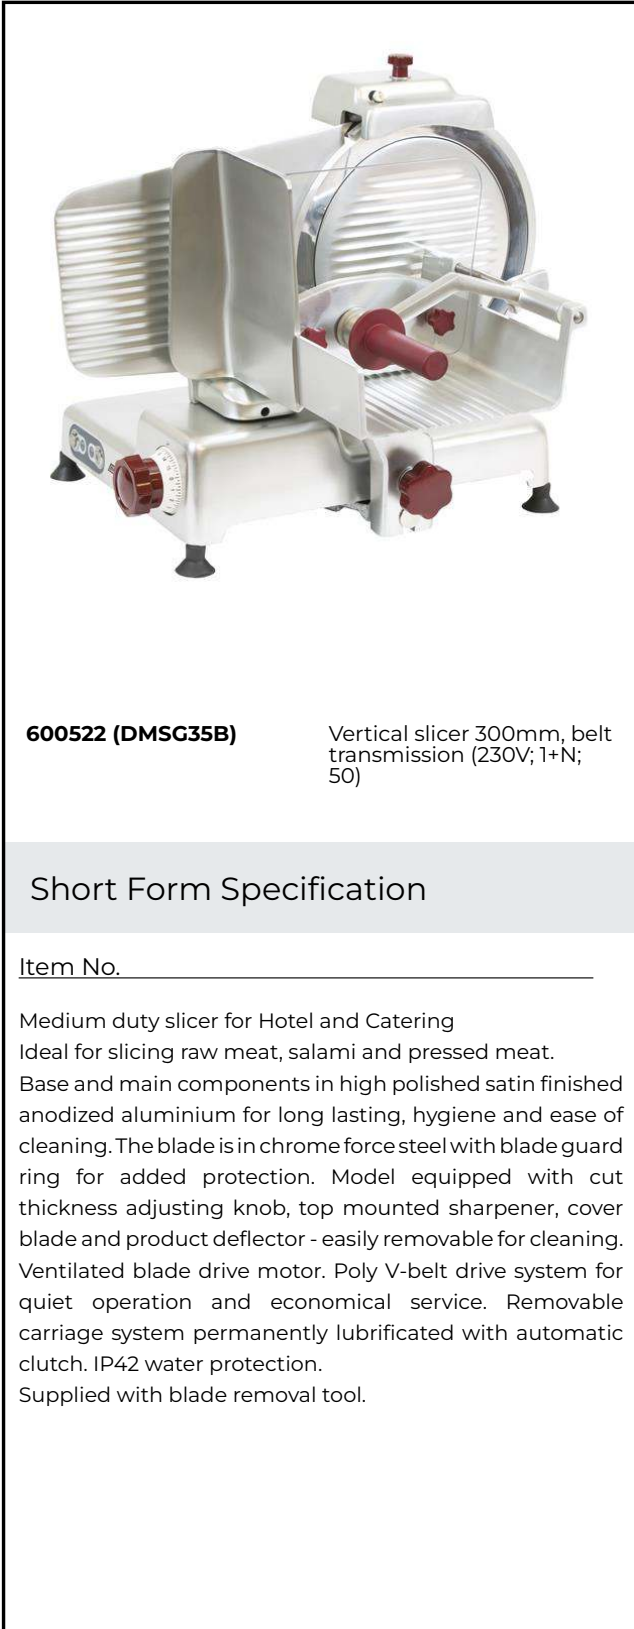 600522 (DMSG35B)
Vertical slicer 300mm, belt
transmission (230V; 1+N;
50)
Short Form Specification
Item No.
Medium duty slicer for Hotel and Catering
Ideal for slicing raw meat, salami and pressed meat.
Base and main components in high polished satin finished
anodized aluminium for long lasting, hygiene and ease of
cleaning. The blade is in chrome force steel with blade guard
ring for added protection. Model equipped with cut
thickness adjusting knob, top mounted sharpener, cover
blade and product deflector - easily removable for cleaning.
Ventilated blade drive motor. Poly V-belt drive system for
quiet operation and economical service. Removable
carriage system permanently lubrificated with automatic
clutch. IP42 water protection.
Supplied with blade removal tool.